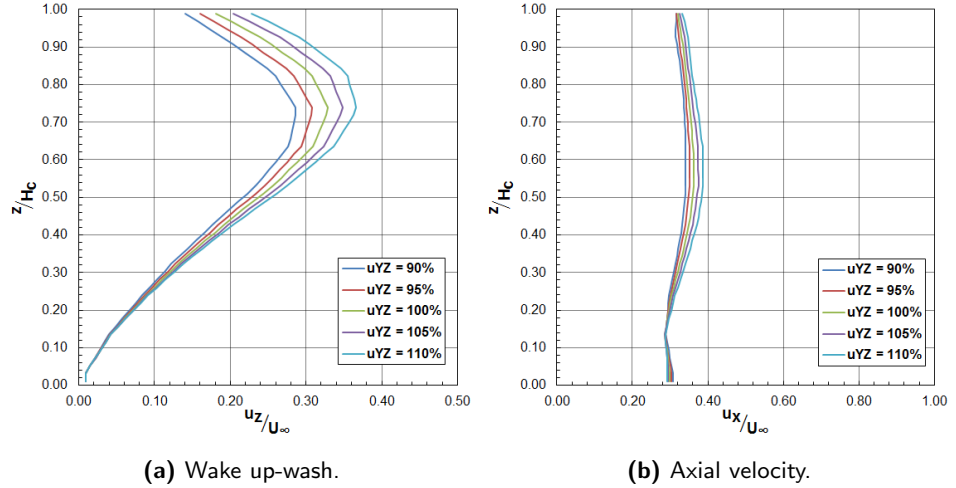 1.00
0.90
0.80
0.70
0.60
0.50
0.40
0.30
0.20
0.10
0.00
z/Hc
uYZ = 90%
uYZ = 95%
uYZ = 100%
uYZ = 105%
uYZ = 110%
0.00 0.10 0.20 0.30 0.40 0.50
uz/U∞
(a) Wake up-wash.
1.00
0.90
0.80
0.70
0.60
0.50
0.40
0.30
0.20
0.10
0.00
z/Hc
uYZ = 90%
uYZ = 95%
uYZ = 100%
uYZ = 105%
uYZ = 110%
0.00 0.20 0.40 0.60 0.80 1.00
ux/U∞
(b) Axial velocity.